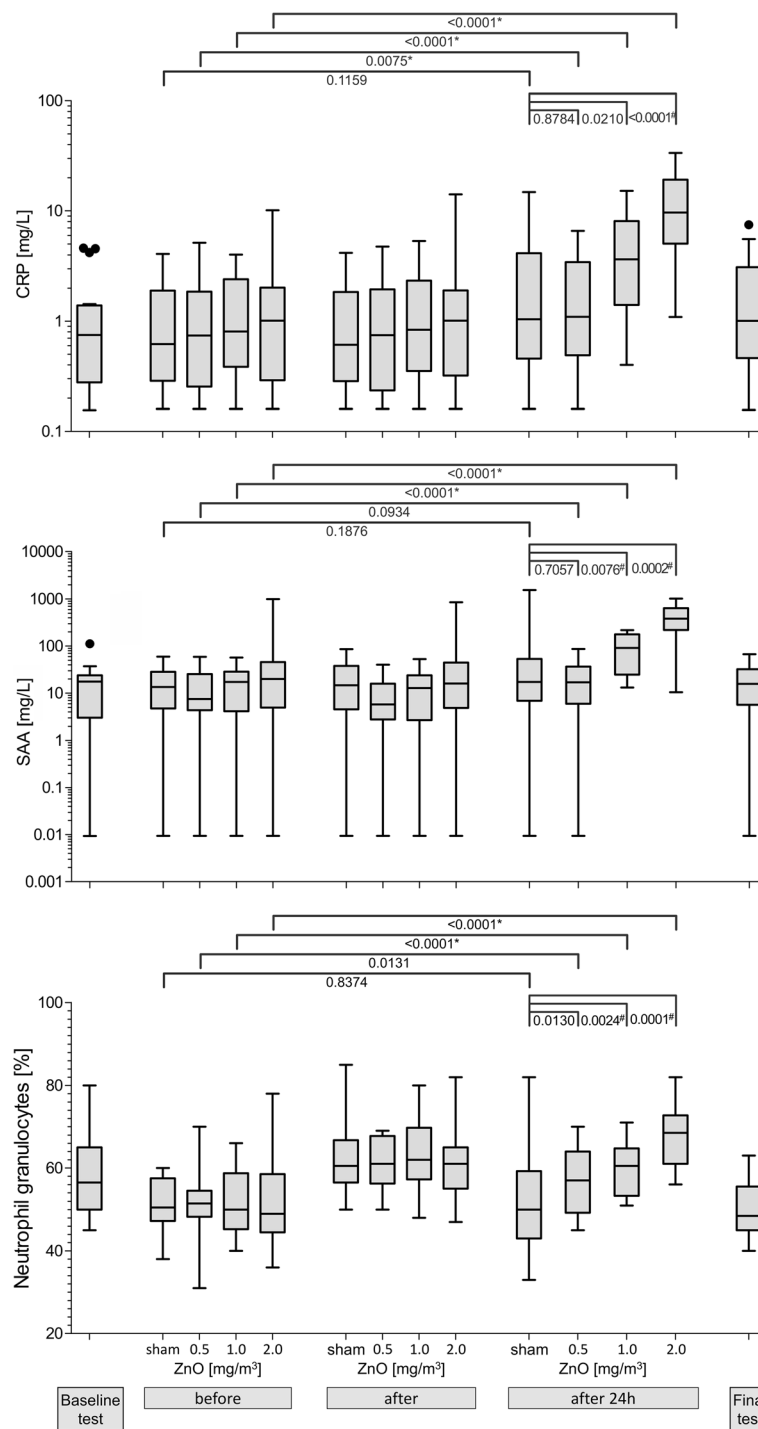 <0.0001*
<0.0001*
0.0075*
0.1159
0.8784 0.0210 <0.0001#
CRP [mg/L]
100
10
1
0.1
<0.0001*
<0.0001*
0.0934
0.1876
0.7057 0.0076# 0.0002#
SAA [mg/L]
10000
1000
100
10
1
0.1
0.01
0.001
<0.0001*
<0.0001*
0.0131
0.8374
0.0130 0.0024# 0.0001#
Neutrophil granulocytes [%]
100
80
60
40
20
sham 0.5 1.0 2.0 sham 0.5 1.0 2.0 sham 0.5 1.0 2.0
ZnO [mg/m³] ZnO [mg/m³] ZnO [mg/m³]
Baseline before after after 24h Fina
test tes